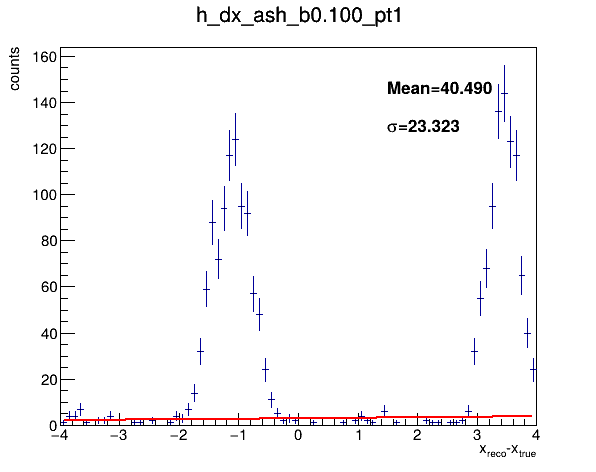 h_dx_ash_b0.100_pt1
counts
160
140
120
100
80
60
40
20
0
Mean=40.490
σ=23.323
−4 −3 −2 −1 0 1 2 3 4
x_reco-x_true